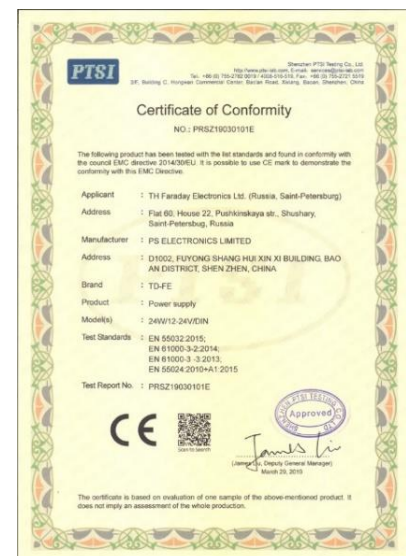 PTSI
Shenzhen PTSI Testing Co., Ltd.
Certificate of Conformity
NO.: PRSZ19030101E
The following product has been tested with the list standards and found in conformity with
the council EMC directive 2014/30/EU. It is possible to use CE mark to demonstrate the
conformity with this EMC Directive.
Applicant : TH Faraday Electronics Ltd. (Russia, Saint-Petersburg)
Address : Flat 60, House 22, Pushkinskaya str., Shushary,
Saint-Petersbug, Russia
Manufacturer : PS ELECTRONICS LIMITED
Address : D1002, FUYONG SHANG HUI XIN XI BUILDING, BAO
AN DISTRICT, SHEN ZHEN, CHINA
Brand : TD-FE
Product : Power supply
Model(s) : 24W/12-24V/DIN
Test Standards : EN 55032:2015;
EN 61000-3-2:2014;
EN 61000-3 -3:2013;
EN 55024:2010+A1:2015
Test Report No. : PRSZ19030101E
CE
Scan to search
Approved
(James Liu, Deputy General Manager)
March 29, 2019
The certificate is based on evaluation of one sample of the above-mentioned product. It
does not imply an assessment of the whole production.